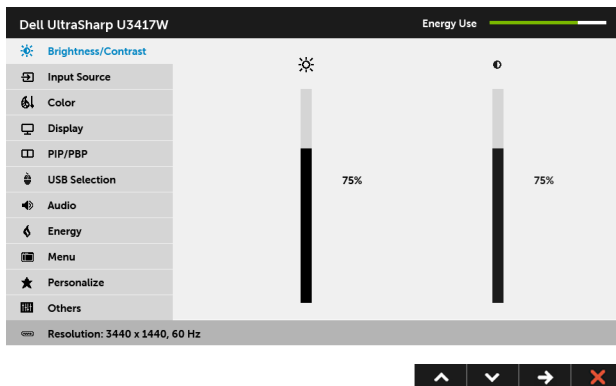 Dell UltraSharp U3417W
Energy Use
Brightness/Contrast
Input Source
Color
Display
PIP/PBP
USB Selection
Audio
Energy
Menu
Personalize
Others
75%
75%
Resolution: 3440 x 1440, 60 Hz